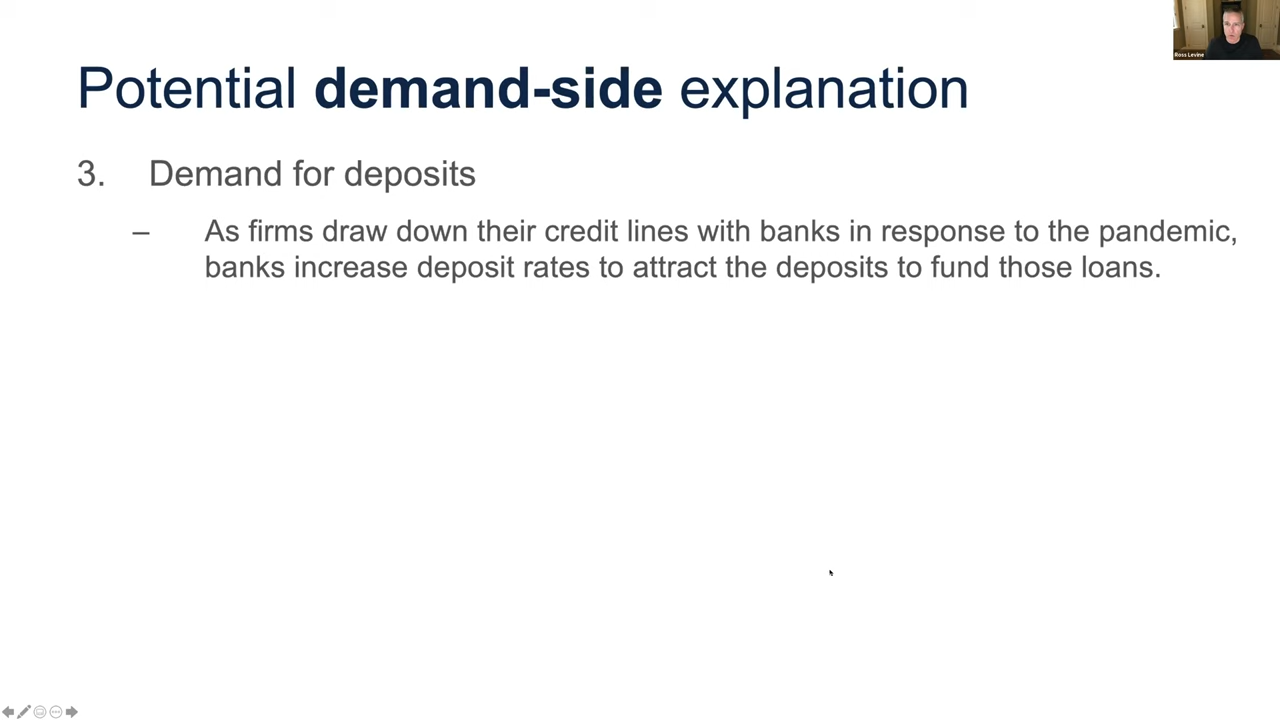 Ross Levine
Potential demand-side explanation
3. Demand for deposits
– As firms draw down their credit lines with banks in response to the pandemic,
banks increase deposit rates to attract the deposits to fund those loans.